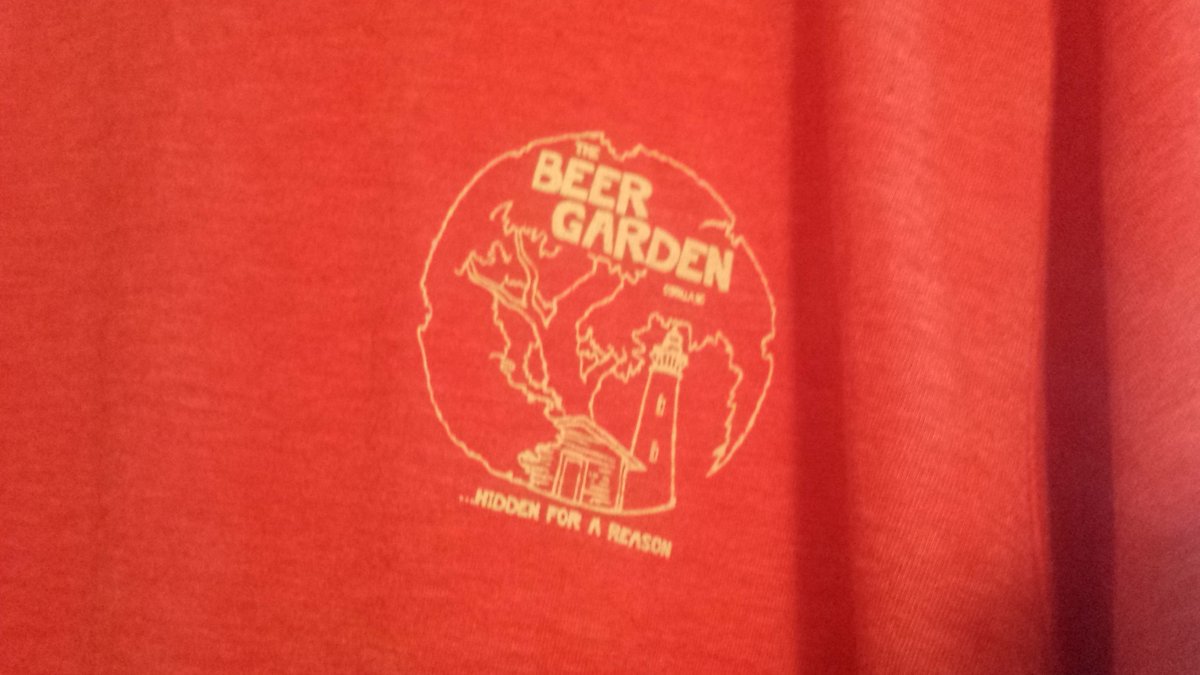 THE
BEER
GARDEN
...HIDDEN FOR A REASON